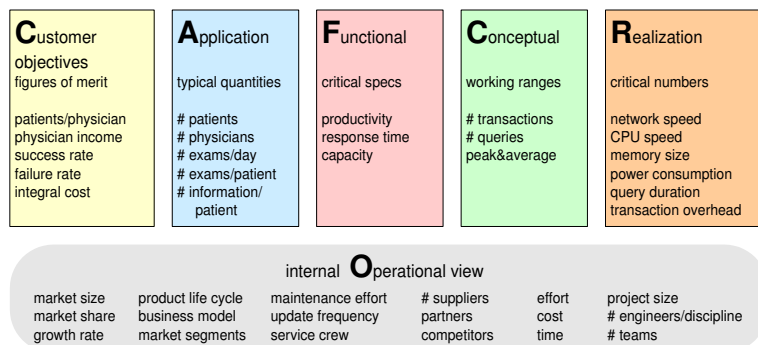 Customer
objectives
figures of merit
patients/physician
physician income
success rate
failure rate
integral cost
Application
typical quantities
# patients
# physicians
# exams/day
# exams/patient
# information/
patient
Functional
critical specs
productivity
response time
capacity
Conceptual
working ranges
# transactions
# queries
peak&average
Realization
critical numbers
network speed
CPU speed
memory size
power consumption
query duration
transaction overhead
internal Operational view
market size
market share
growth rate
product life cycle
business model
market segments
maintenance effort
update frequency
service crew
# suppliers
partners
competitors
effort
cost
time
project size
# engineers/discipline
# teams